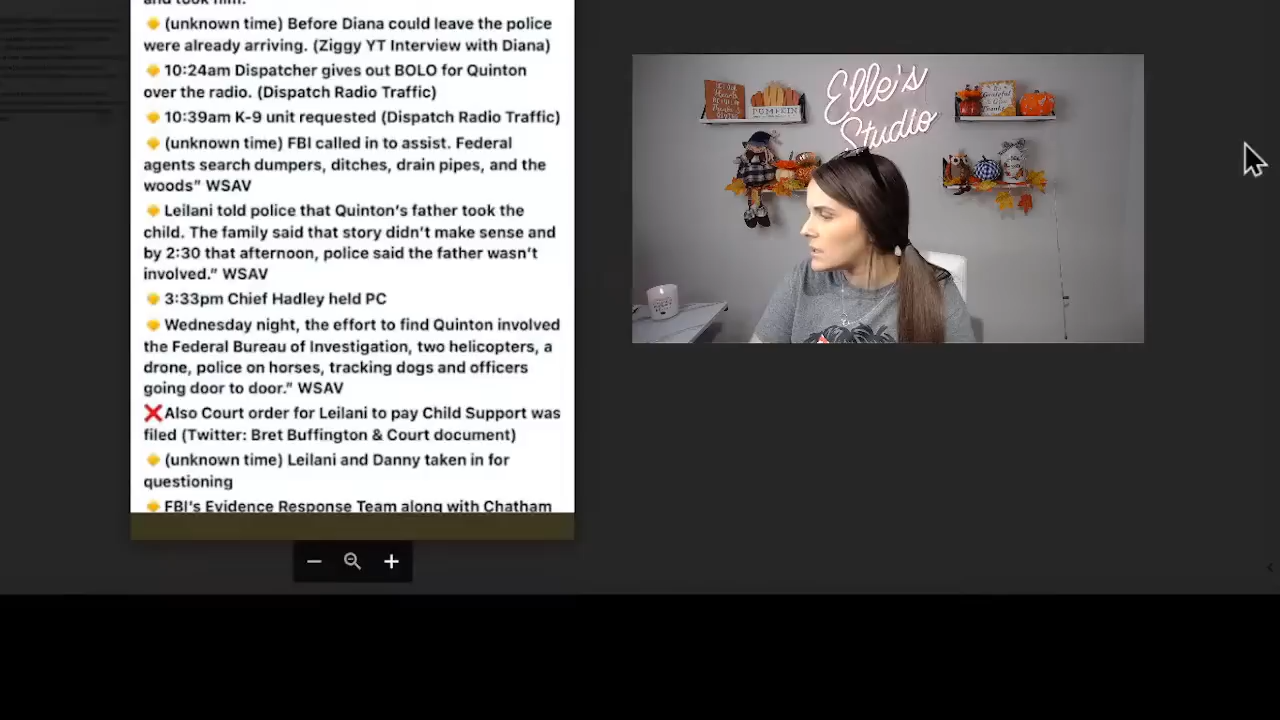 and took him.
(unknown time) Before Diana could leave the police
were already arriving. (Ziggy YT Interview with Diana)
10:24am Dispatcher gives out BOLO for Quinton
over the radio. (Dispatch Radio Traffic)
10:39am K-9 unit requested (Dispatch Radio Traffic)
(unknown time) FBI called in to assist. Federal
agents search dumpers, ditches, drain pipes, and the
woods” WSAV
Leilani told police that Quinton’s father took the
child. The family said that story didn’t make sense and
by 2:30 that afternoon, police said the father wasn’t
involved.” WSAV
3:33pm Chief Hadley held PC
Wednesday night, the effort to find Quinton involved
the Federal Bureau of Investigation, two helicopters, a
drone, police on horses, tracking dogs and officers
going door to door.” WSAV
❌Also Court order for Leilani to pay Child Support was
filed (Twitter: Bret Buffington & Court document)
(unknown time) Leilani and Danny taken in for
questioning
FBI's Evidence Response Team along with Chatham
Elle's
Studio
PUMPKIN